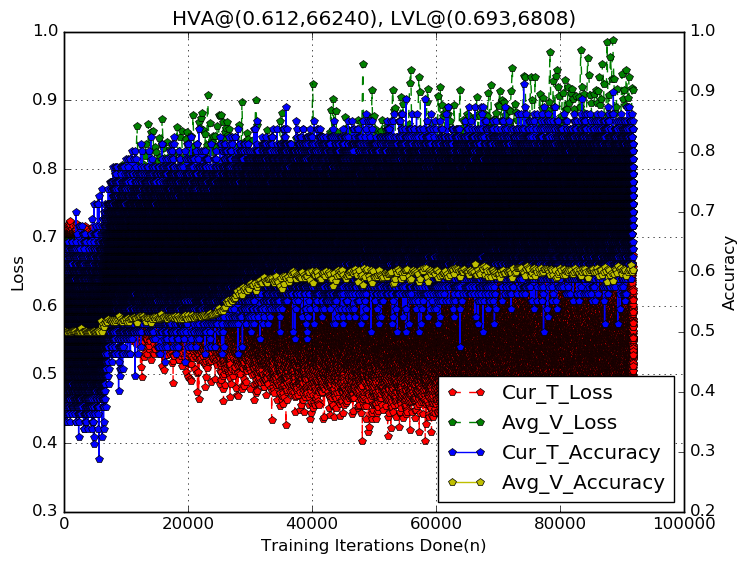 HVA@(0.612,66240), LVL@(0.693,6808)
1.0
0.9
0.8
0.7
0.6
0.5
0.4
0.3
Loss
1.0
0.9
0.8
0.7
0.6
0.5
0.4
0.3
0.2
Accuracy
Cur_T_Loss
Avg_V_Loss
Cur_T_Accuracy
Avg_V_Accuracy
0 20000 40000 60000 80000 100000
Training Iterations Done(n)